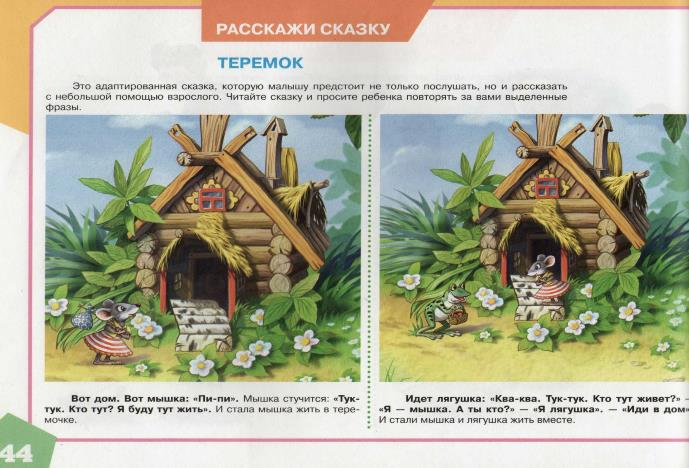 РАССКАЖИ СКАЗКУ
ТЕРЕМОК
Это адаптированная сказка, которую малышу предстоит не только послушать, но и рассказать
с небольшой помощью взрослого. Читайте сказку и просите ребенка повторять за вами выделенные
фразы.
Вот дом. Вот мышка: «Пи-пи». Мышка стучится: «Тук-
тук. Кто тут? Я буду тут жить». И стала мышка жить в тере-
мочке.
Идет лягушка: «Ква-ква. Тук-тук. Кто тут живет?» –
«Я — мышка. А ты кто?» — «Я лягушка». — «Иди в дом»
И стали мышка и лягушка жить вместе.
44